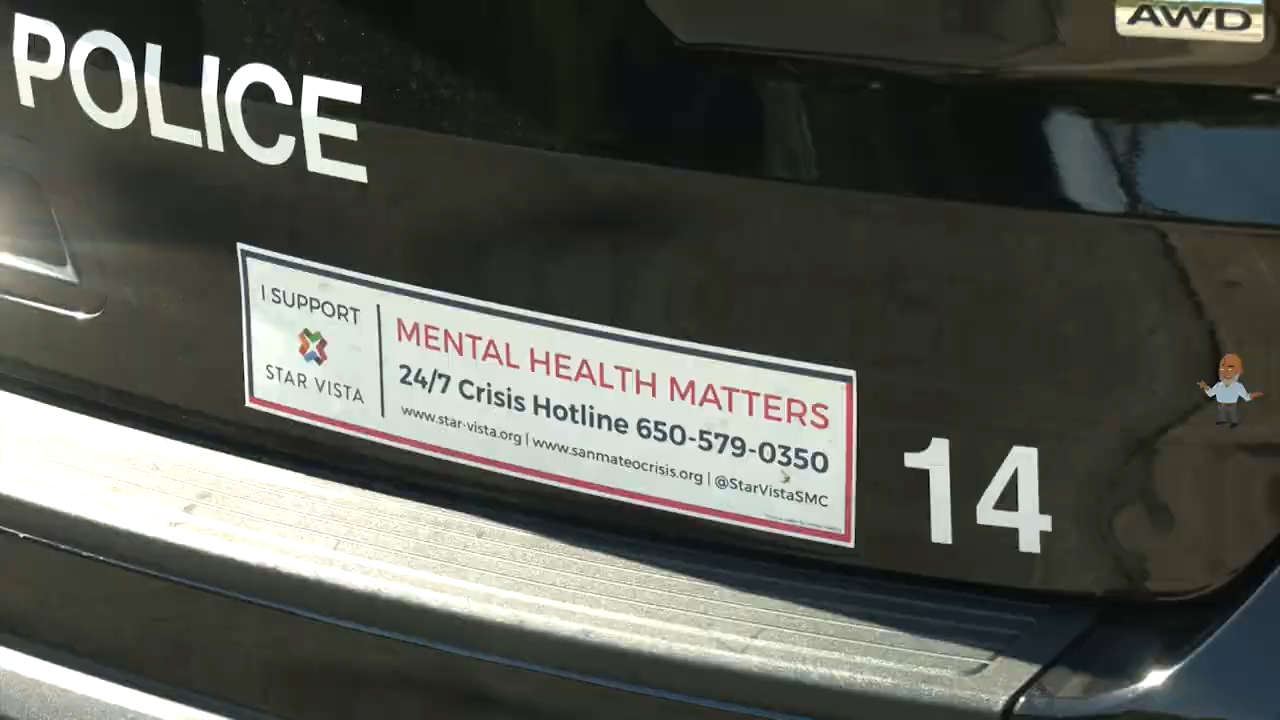 AWD
POLICE
I SUPPORT
STAR VISTA
MENTAL HEALTH MATTERS
24/7 Crisis Hotline 650-579-0350
www.star-vista.org | www.sanmateocrisis.org | @StarVistaSMC
14